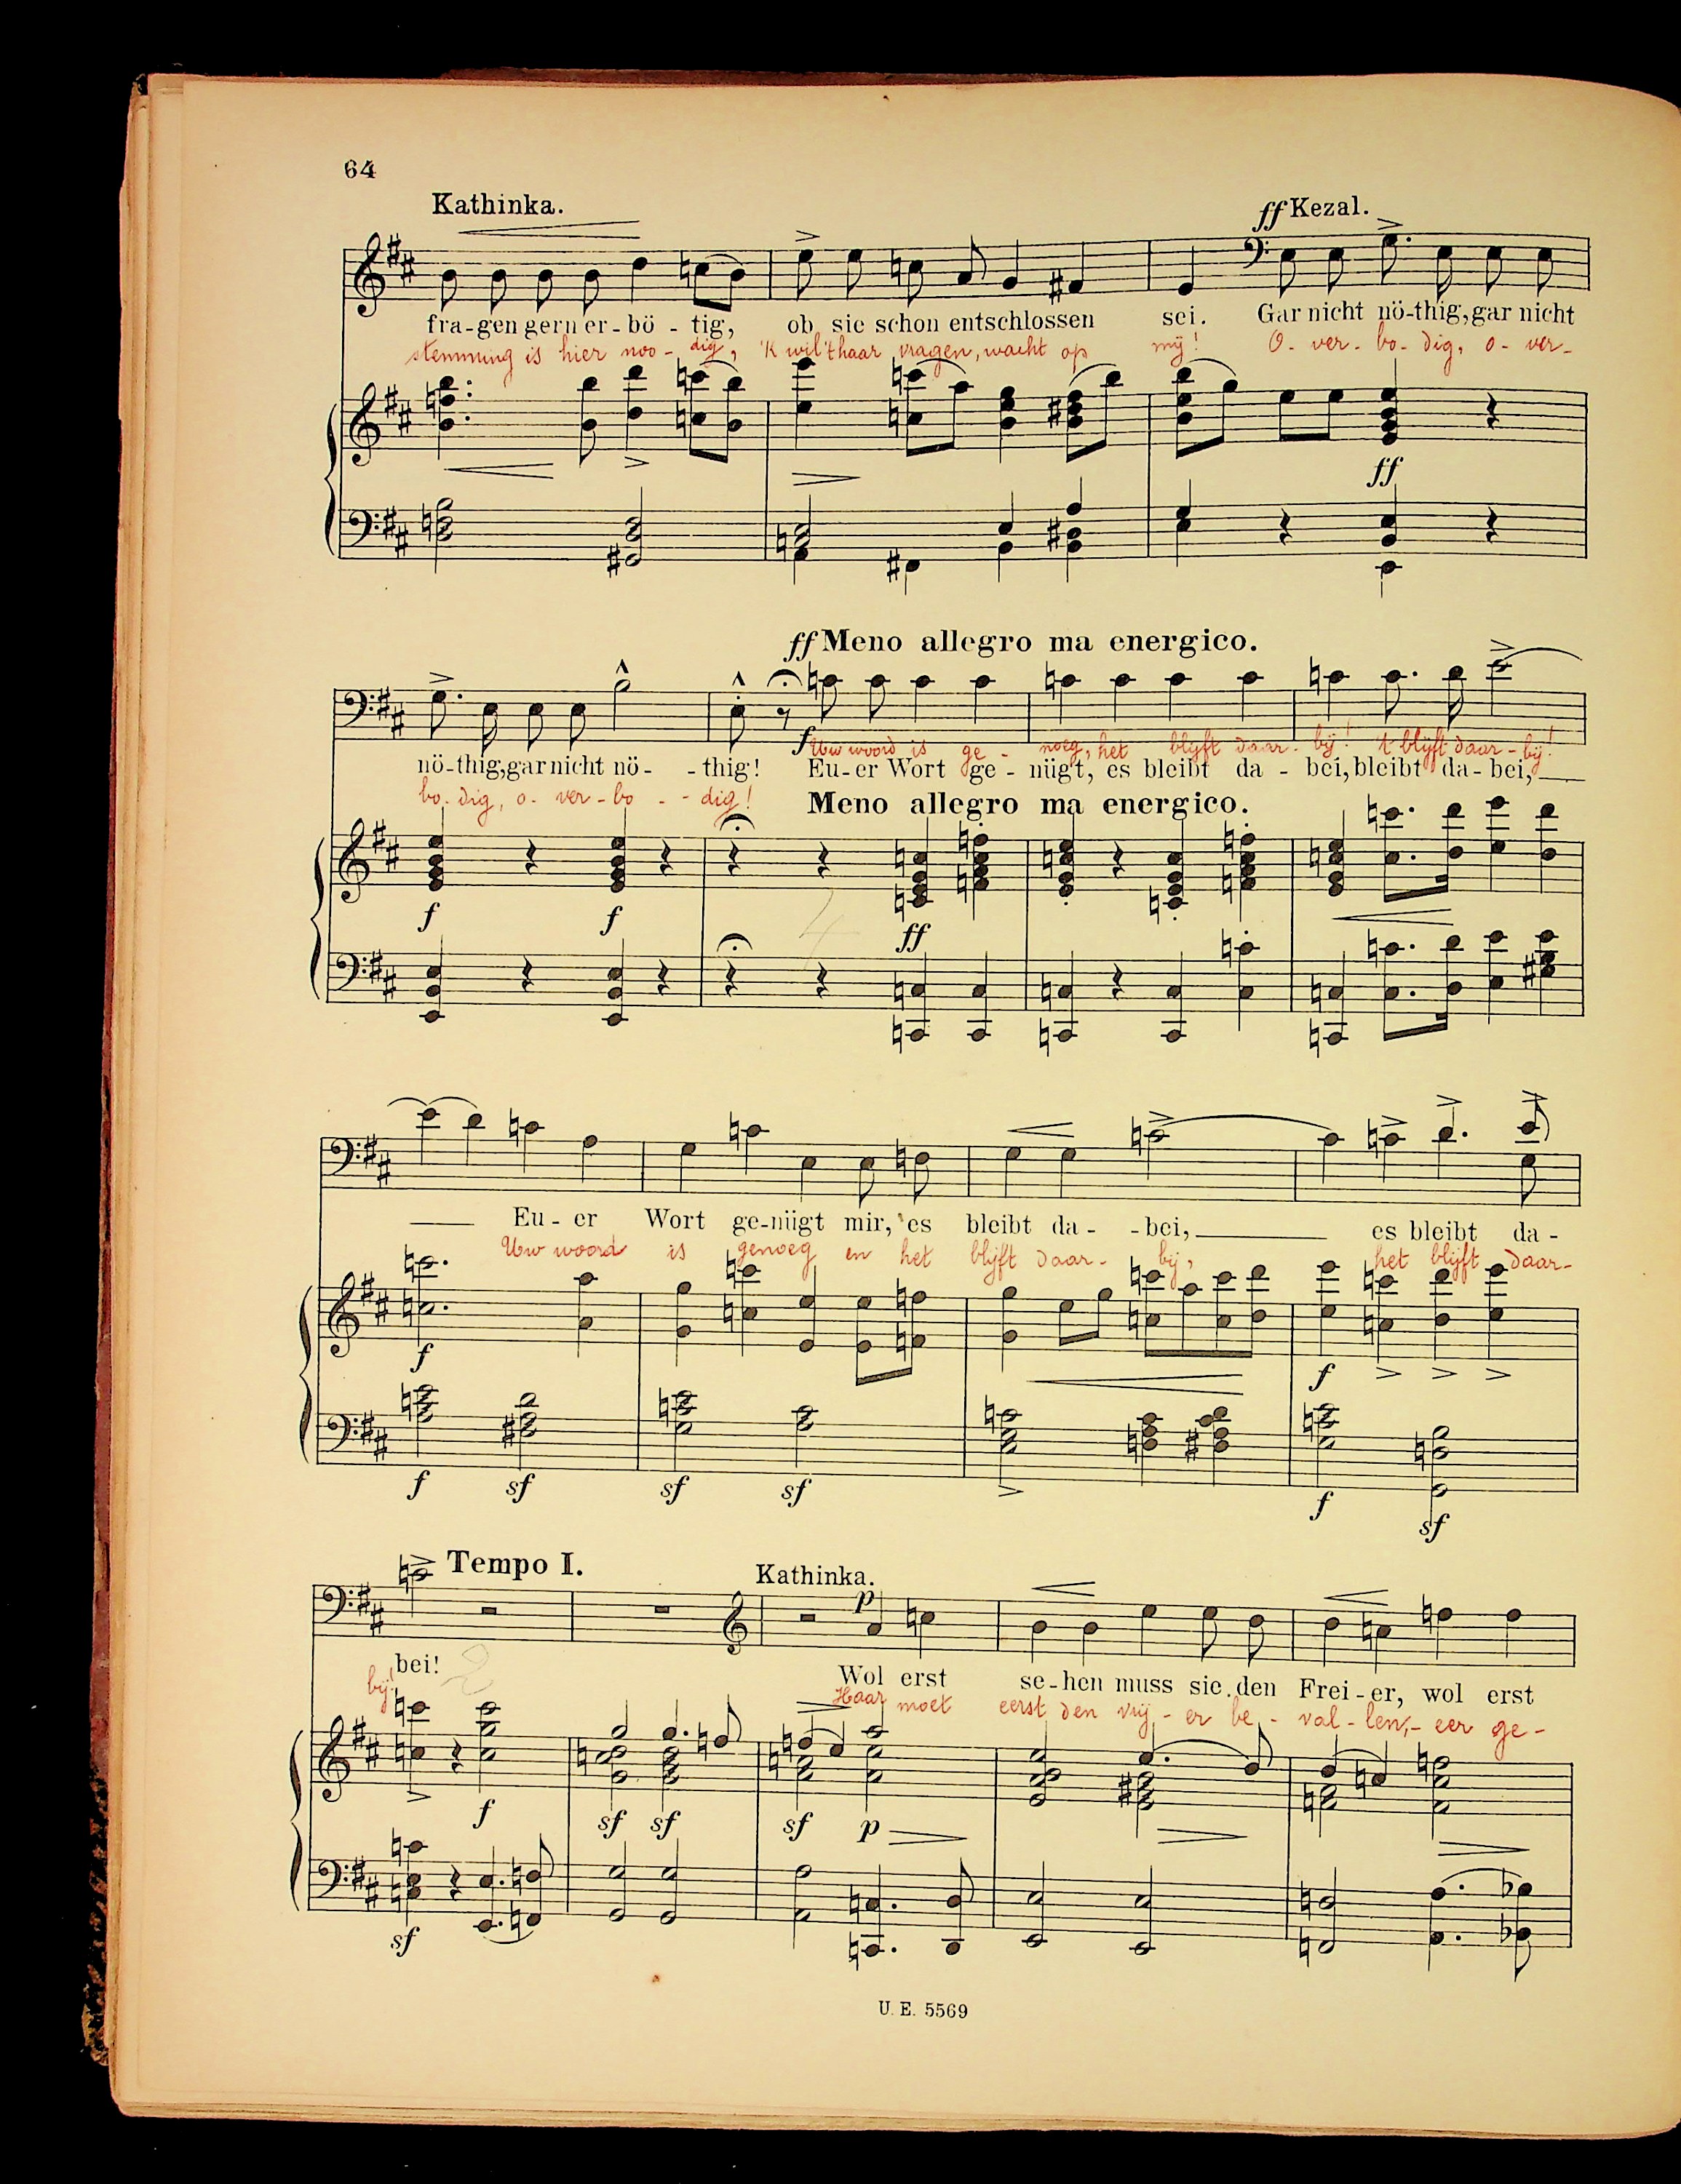 64
Kathinka.
ff Kezal.
fra-gen gern er-bö-tig, ob sie schon entschlossen sei. Gar nicht nö-thig, gar nicht
stemming is hier noo-dig, 'K wil 't haar vragen, wacht op mij! O-ver-bo-dig, o-ver-
ff
ff Meno allegro ma energico.
f Uw woord is ge-noeg, het blijft daar-bij! 't blijft daar-bij!
nö-thig, gar nicht nö--thig! Eu-er Wort ge-nügt, es bleibt da-bei, bleibt da-bei,
bo-dig, o-ver-bo--dig!
Meno allegro ma energico.
f f ff
4
Eu-er Wort ge-nügt mir, es bleibt da--bei, es bleibt da-
Uw woord is genoeg en het blijft daar-bij, het blijft daar-
f f
f sf sf sf f sf
Tempo I.
Kathinka.
p
bei! Wol erst se-hen muss sie den Frei-er, wol erst
bij! Haar moet eerst den vrij-er be-val-len,- eer ge-
2
f sf sf sf p
sf
U. E. 5569